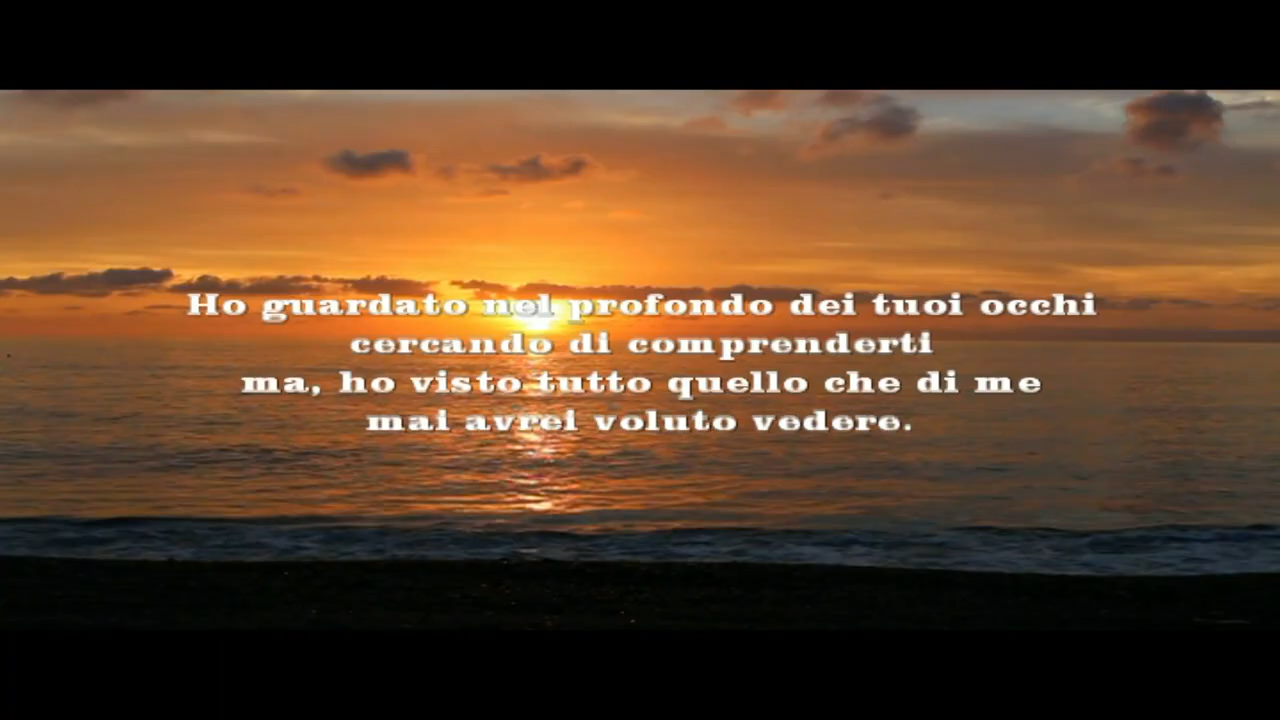 Ho guardato nel profondo dei tuoi occhi
cercando di comprenderti
ma, ho visto tutto quello che di me
mai avrei voluto vedere.